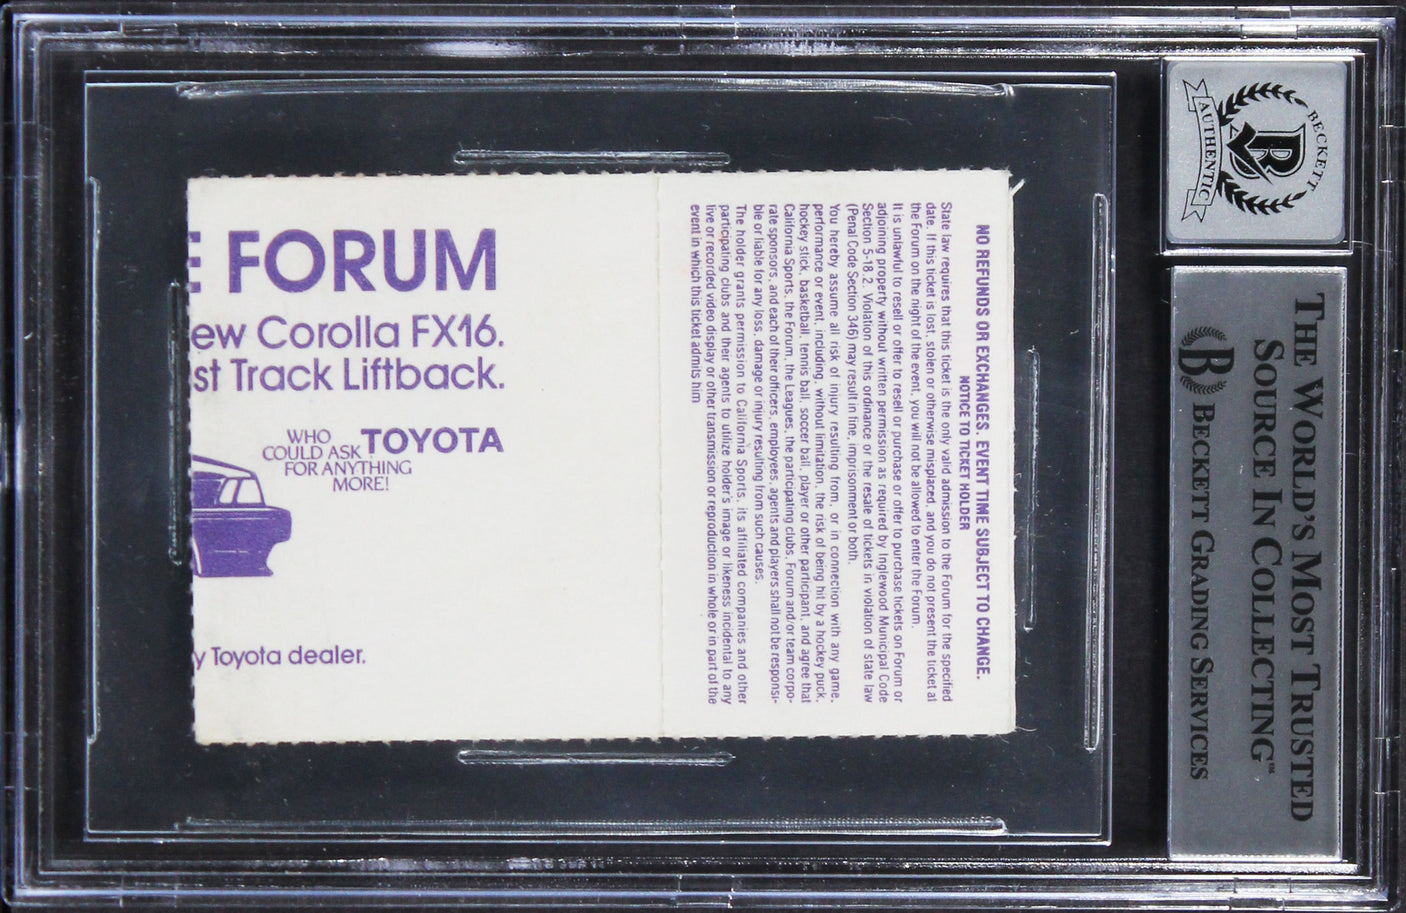 E FORUM
ew Corolla FX16.
st Track Liftback.
WHO
COULD ASK TOYOTA
FOR ANYTHING
MORE!
y Toyota dealer.
NO REFUNDS OR EXCHANGES. EVENT TIME SUBJECT TO CHANGE.
NOTICE TO TICKET HOLDER
State law requires that this ticket is the only valid admission to the Forum for the specified
date. If this ticket is lost, stolen or otherwise misplaced, and you do not present the ticket at
the Forum on the night of the event, you will not be allowed to enter the Forum.
It is unlawful to resell or offer to resell or purchase or offer to purchase tickets on Forum or
adjoining property without written permission as required by Inglewood Municipal Code
Section 5-18.2. Violation of this ordinance or the resale of tickets in violation of state law
(Penal Code Section 346) may result in fine, imprisonment or both.
You hereby assume all risk of injury resulting from, or in connection with any game,
performance or event, including, without limitation, the risk of being hit by a hockey puck,
hockey stick, basketball, tennis ball, soccer ball, player or other participant, and agree that
California Sports, the Forum, the Leagues, the participating clubs, Forum and/or team corpo-
rate sponsors, and each of their officers, employees, agents and players shall not be responsi-
ble or liable for any loss, damage or injury resulting from such causes.
The holder grants permission to California Sports, its affiliated companies and other
participating clubs and their agents to utilize holder's image or likeness incidental to any
live or recorded video display or other transmission or reproduction in whole or in part of the
event in which this ticket admits him
BECKETT
AUTHENTIC
THE WORLD'S MOST TRUSTED
SOURCE IN COLLECTING™
B BECKETT GRADING SERVICES